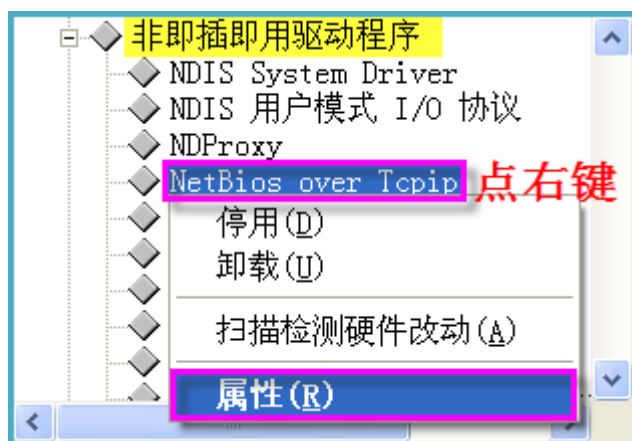 非即插即用驱动程序
NDIS System Driver
NDIS 用户模式 I/O 协议
NDProxy
NetBios over Tcpip 点右键
停用(D)
卸载(U)
扫描检测硬件改动(A)
属性(R)